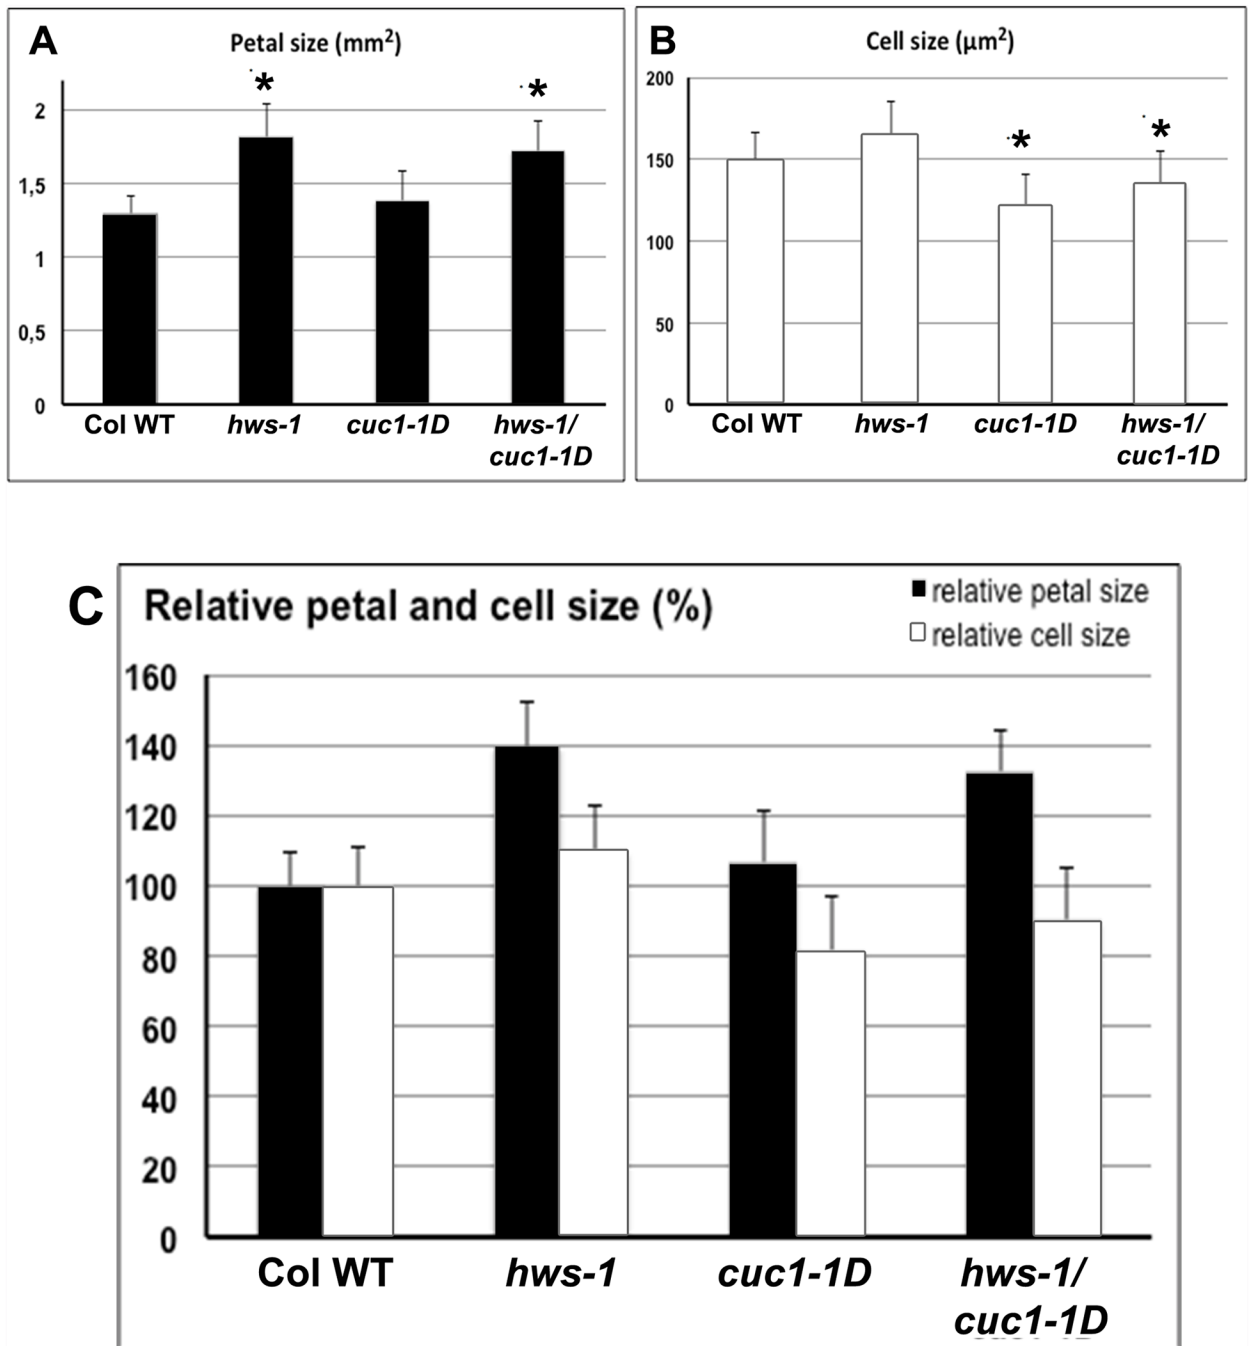 A
Petal size (mm²)
*
*
2
1,5
1
0,5
0
Col WT
hws-1
cuc1-1D
hws-1/
cuc1-1D
B
Cell size (µm²)
200
150
100
50
0
*
*
Col WT
hws-1
cuc1-1D
hws-1/
cuc1-1D
C
Relative petal and cell size (%)
relative petal size
relative cell size
160
140
120
100
80
60
40
20
0
Col WT
hws-1
cuc1-1D
hws-1/
cuc1-1D